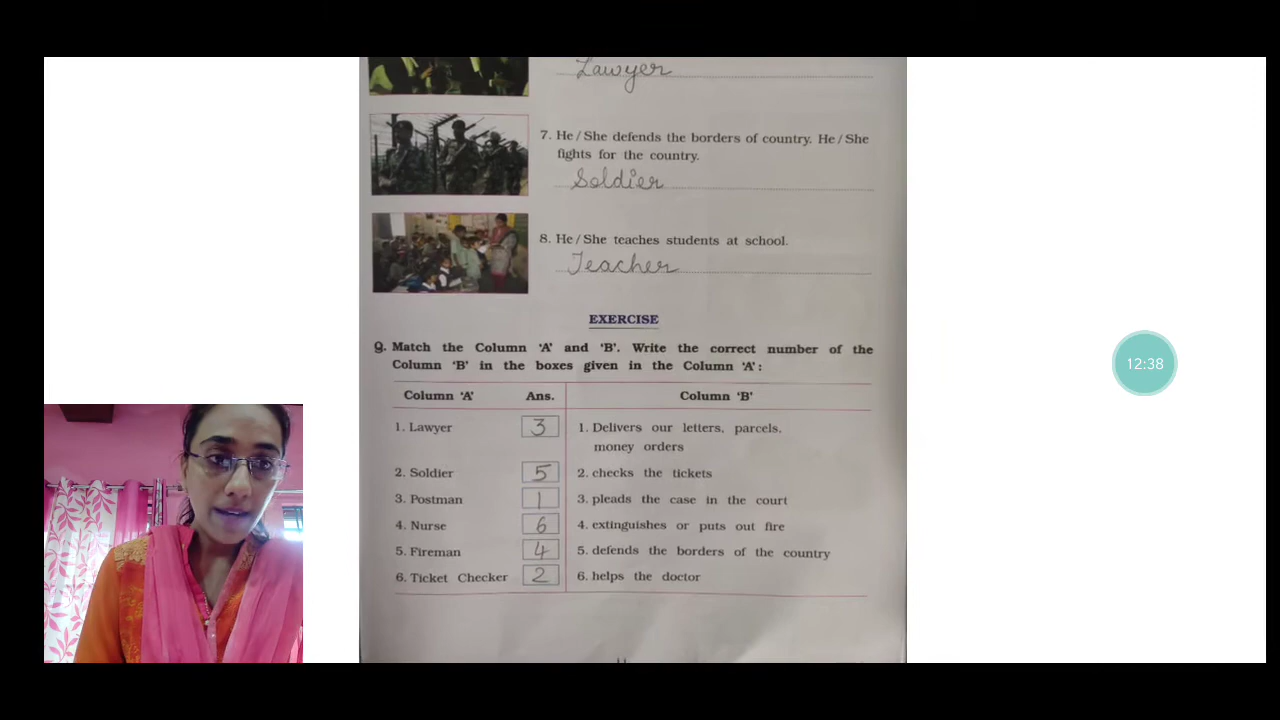 Lawyer
7. He / She defends the borders of country. He / She
fights for the country.
Soldier
8. He / She teaches students at school.
Teacher
EXERCISE
Q. Match the Column ‘A’ and ‘B’. Write the correct number of the
Column ‘B’ in the boxes given in the Column ‘A’ :
Column ‘A’ Ans. Column ‘B’
1. Lawyer 3 1. Delivers our letters, parcels,
money orders
2. Soldier 5 2. checks the tickets
3. Postman 1 3. pleads the case in the court
4. Nurse 6 4. extinguishes or puts out fire
5. Fireman 4 5. defends the borders of the country
6. Ticket Checker 2 6. helps the doctor
12:38